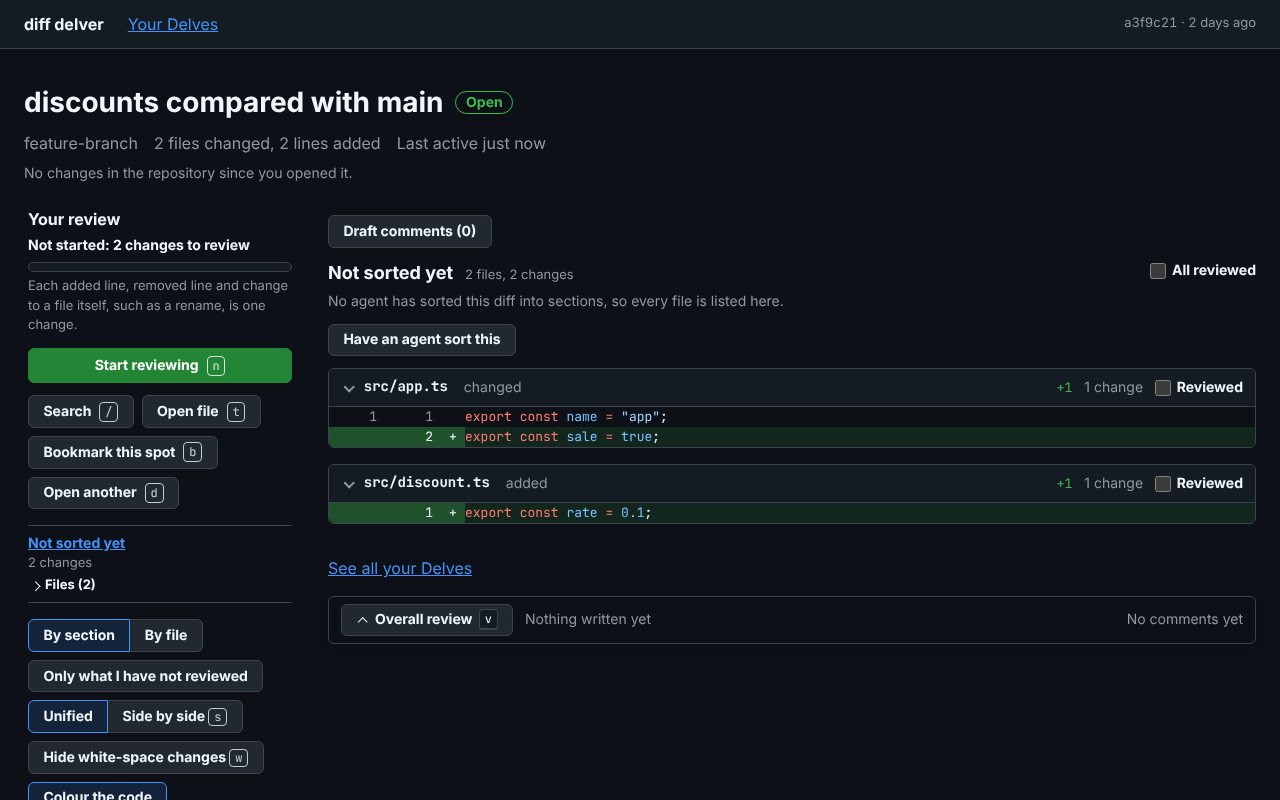 diff delver Your Delves a3f9c21 · 2 days ago
discounts compared with main Open
feature-branch 2 files changed, 2 lines added Last active just now
No changes in the repository since you opened it.
Your review
Not started: 2 changes to review
Each added line, removed line and change
to a file itself, such as a rename, is one
change.
Start reviewing n
Search / Open file t
Bookmark this spot b
Open another d
Not sorted yet
2 changes
Files (2)
By section By file
Only what I have not reviewed
Unified Side by side s
Hide white-space changes w
Colour the code
Draft comments (0)
Not sorted yet 2 files, 2 changes All reviewed
No agent has sorted this diff into sections, so every file is listed here.
Have an agent sort this
src/app.ts changed +1 1 change Reviewed
1 1 export const name = "app";
2 + export const sale = true;
src/discount.ts added +1 1 change Reviewed
1 + export const rate = 0.1;
See all your Delves
Overall review v Nothing written yet No comments yet